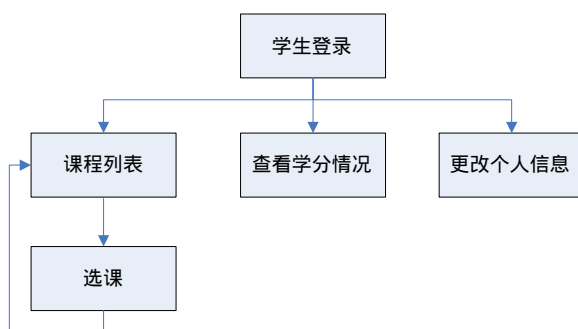 学生登录
课程列表
查看学分情况
更改个人信息
选课